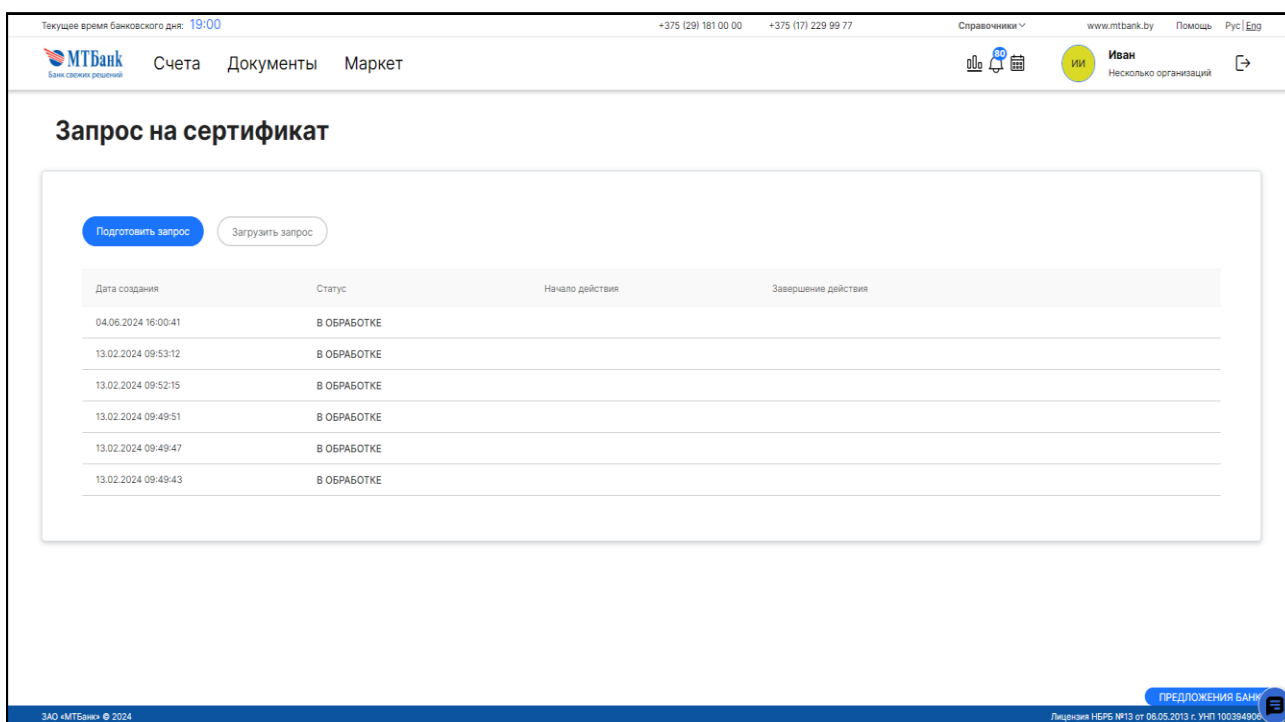 Текущее время банковского дня: 19:00 +375 (29) 181 00 00 +375 (17) 229 99 77 Справочники www.mtbank.by Помощь Рус | Eng
МТБанк Счета Документы Маркет 80 ИИ Иван
Банк свежих решений Несколько организаций
Запрос на сертификат
Подготовить запрос Загрузить запрос
Дата создания Статус Начало действия Завершение действия
04.06.2024 16:00:41 В ОБРАБОТКЕ
13.02.2024 09:53:12 В ОБРАБОТКЕ
13.02.2024 09:52:15 В ОБРАБОТКЕ
13.02.2024 09:49:51 В ОБРАБОТКЕ
13.02.2024 09:49:47 В ОБРАБОТКЕ
13.02.2024 09:49:43 В ОБРАБОТКЕ
ПРЕДЛОЖЕНИЯ БАНК
ЗАО «МТБанк» © 2024 Лицензия НБРБ №13 от 06.05.2013 г. УНП 100394906